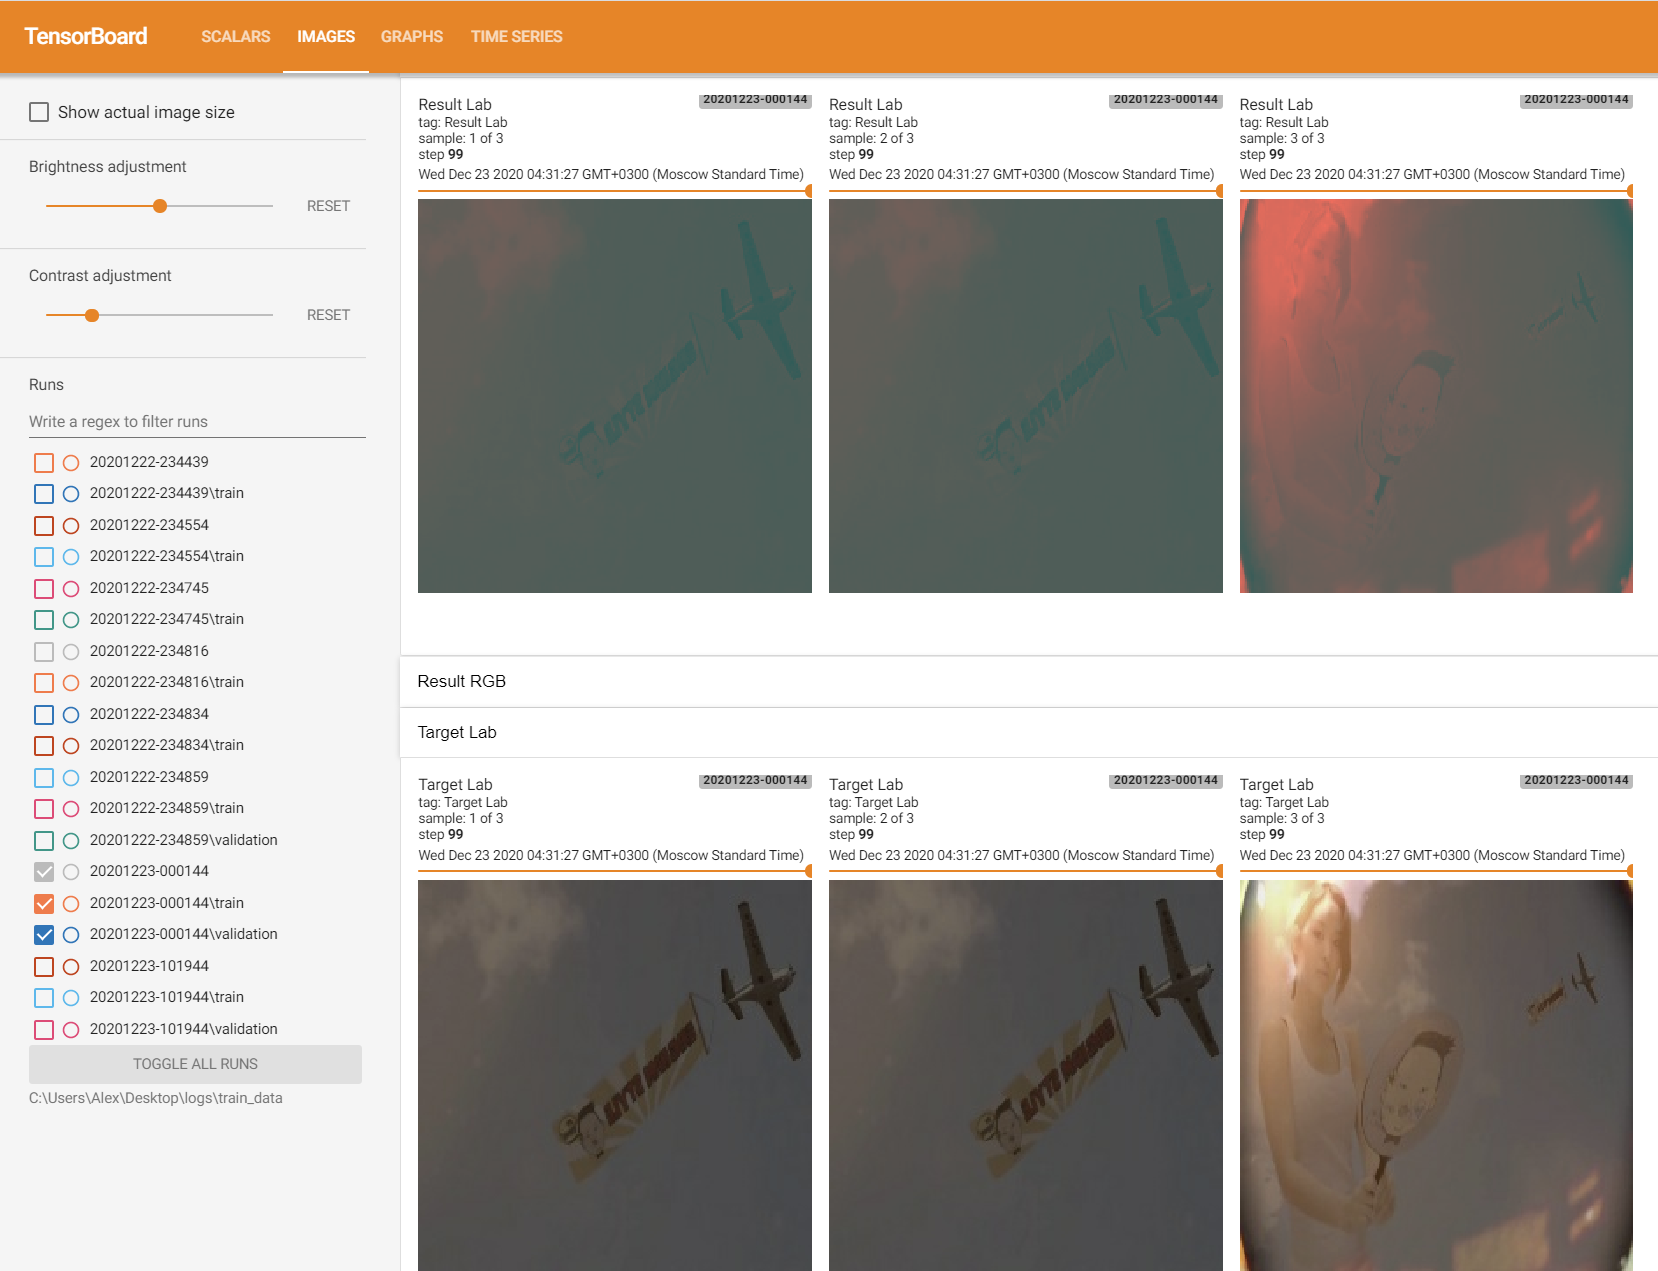 TensorBoard SCALARS IMAGES GRAPHS TIME SERIES
Show actual image size
Brightness adjustment
RESET
Contrast adjustment
RESET
Runs
Write a regex to filter runs
20201222-234439
20201222-234439\train
20201222-234554
20201222-234554\train
20201222-234745
20201222-234745\train
20201222-234816
20201222-234816\train
20201222-234834
20201222-234834\train
20201222-234859
20201222-234859\train
20201222-234859\validation
20201223-000144
20201223-000144\train
20201223-000144\validation
20201223-101944
20201223-101944\train
20201223-101944\validation
TOGGLE ALL RUNS
C:\Users\Alex\Desktop\logs\train_data
Result Lab 20201223-000144
tag: Result Lab
sample: 1 of 3
step 99
Wed Dec 23 2020 04:31:27 GMT+0300 (Moscow Standard Time)
Result Lab 20201223-000144
tag: Result Lab
sample: 2 of 3
step 99
Wed Dec 23 2020 04:31:27 GMT+0300 (Moscow Standard Time)
Result Lab 20201223-000144
tag: Result Lab
sample: 3 of 3
step 99
Wed Dec 23 2020 04:31:27 GMT+0300 (Moscow Standard Time)
Result RGB
Target Lab
Target Lab 20201223-000144
tag: Target Lab
sample: 1 of 3
step 99
Wed Dec 23 2020 04:31:27 GMT+0300 (Moscow Standard Time)
Target Lab 20201223-000144
tag: Target Lab
sample: 2 of 3
step 99
Wed Dec 23 2020 04:31:27 GMT+0300 (Moscow Standard Time)
Target Lab 20201223-000144
tag: Target Lab
sample: 3 of 3
step 99
Wed Dec 23 2020 04:31:27 GMT+0300 (Moscow Standard Time)